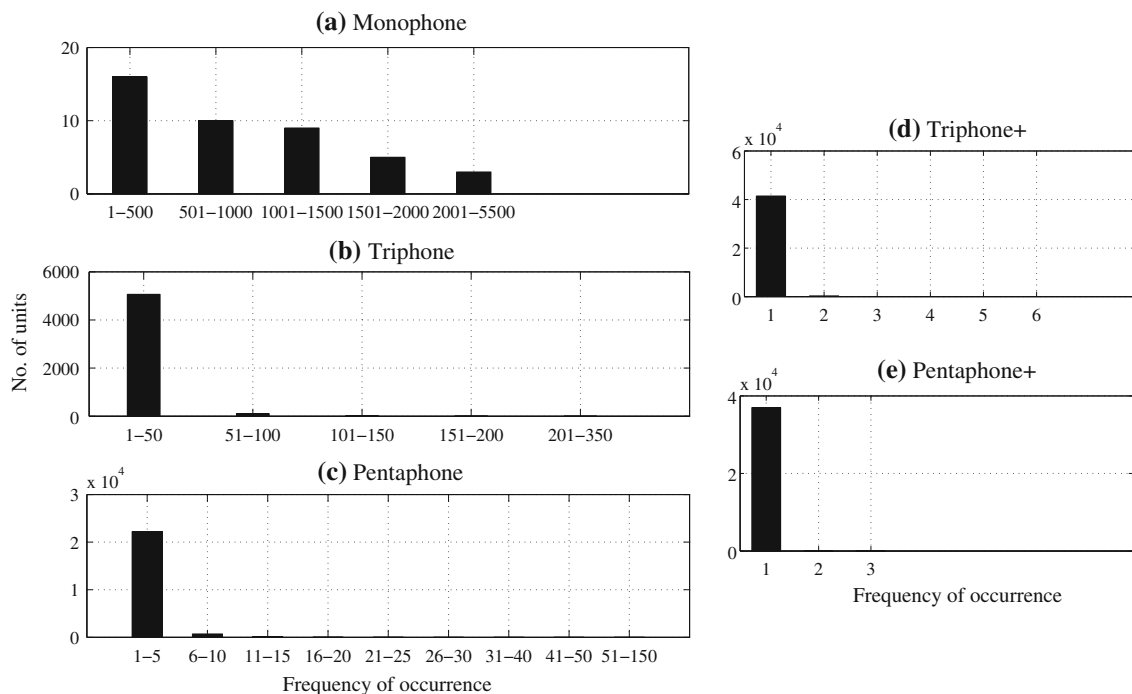 (a) Monophone
20
10
0
1−500 501−1000 1001−1500 1501−2000 2001−5500
(b) Triphone
No. of units
6000
4000
2000
0
1−50 51−100 101−150 151−200 201−350
(c) Pentaphone
x 10^4
3
2
1
0
1−5 6−10 11−15 16−20 21−25 26−30 31−40 41−50 51−150
Frequency of occurrence
(d) Triphone+
x 10^4
6
4
2
0
1 2 3 4 5 6
(e) Pentaphone+
x 10^4
4
2
0
1 2 3
Frequency of occurrence